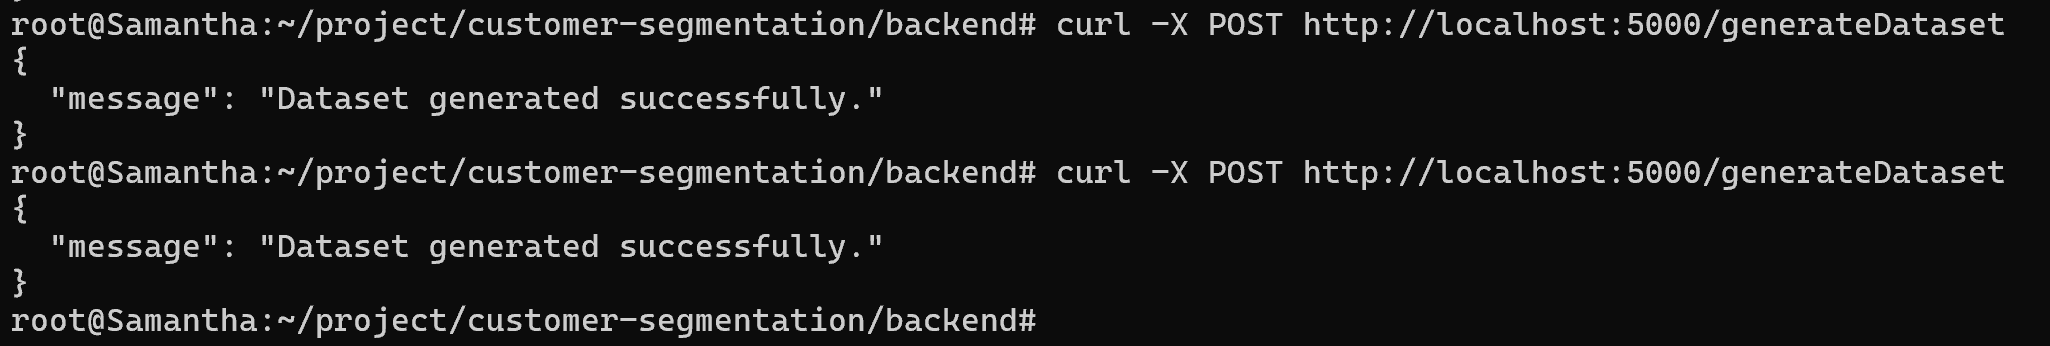 root@Samantha:~/project/customer-segmentation/backend# curl -X POST http://localhost:5000/generateDataset
{
  "message": "Dataset generated successfully."
}
root@Samantha:~/project/customer-segmentation/backend# curl -X POST http://localhost:5000/generateDataset
{
  "message": "Dataset generated successfully."
}
root@Samantha:~/project/customer-segmentation/backend#